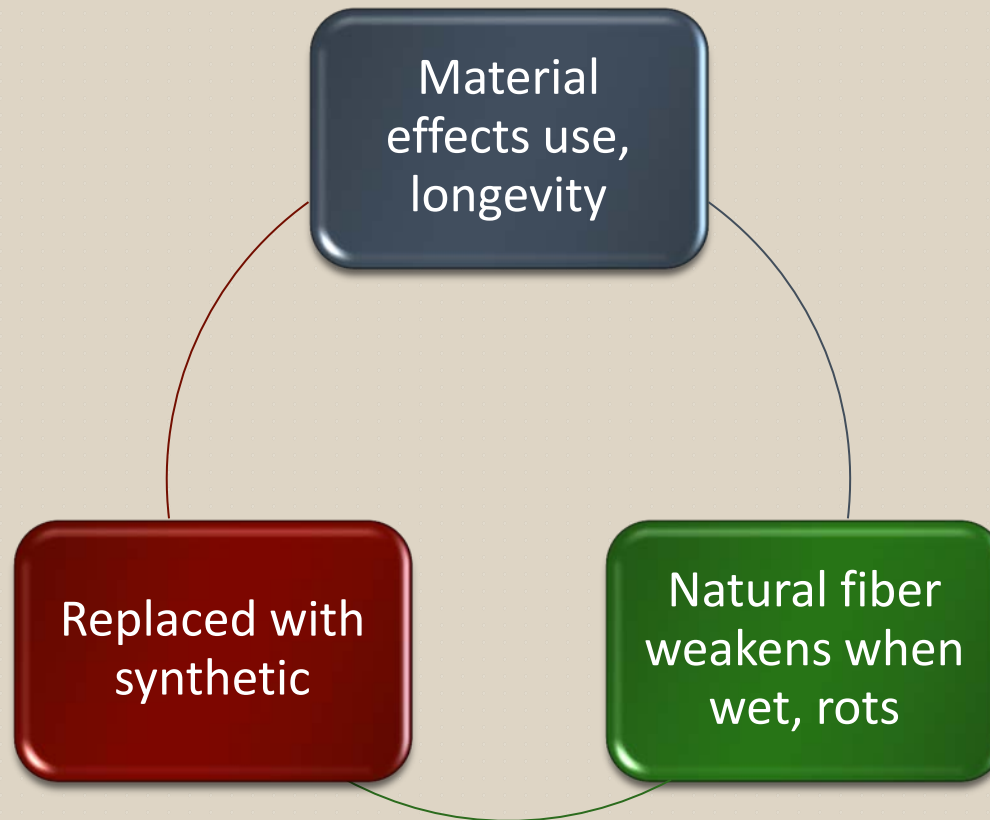 Material
effects use,
longevity
Natural fiber
weakens when
wet, rots
Replaced with
synthetic